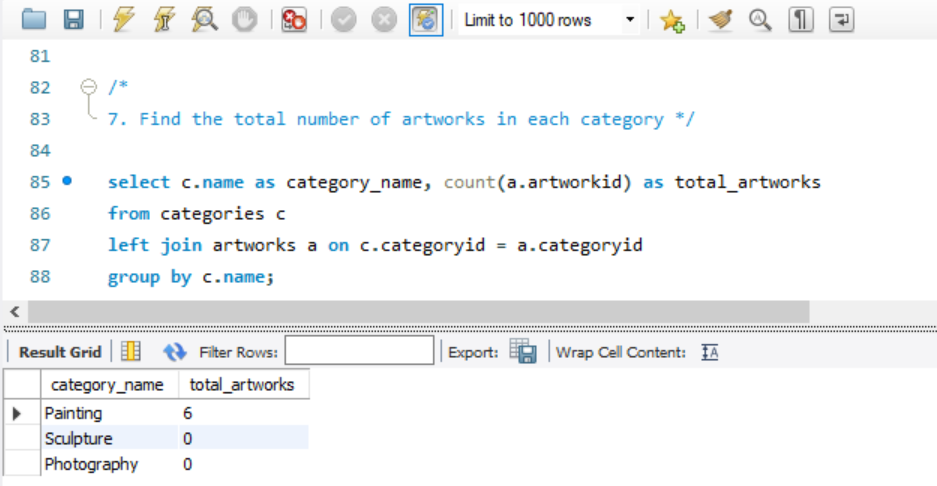 Limit to 1000 rows
81
82 /*
83 7. Find the total number of artworks in each category */
84
85 select c.name as category_name, count(a.artworkid) as total_artworks
86 from categories c
87 left join artworks a on c.categoryid = a.categoryid
88 group by c.name;
Result Grid Filter Rows: Export: Wrap Cell Content: IA
category_name total_artworks
Painting 6
Sculpture 0
Photography 0